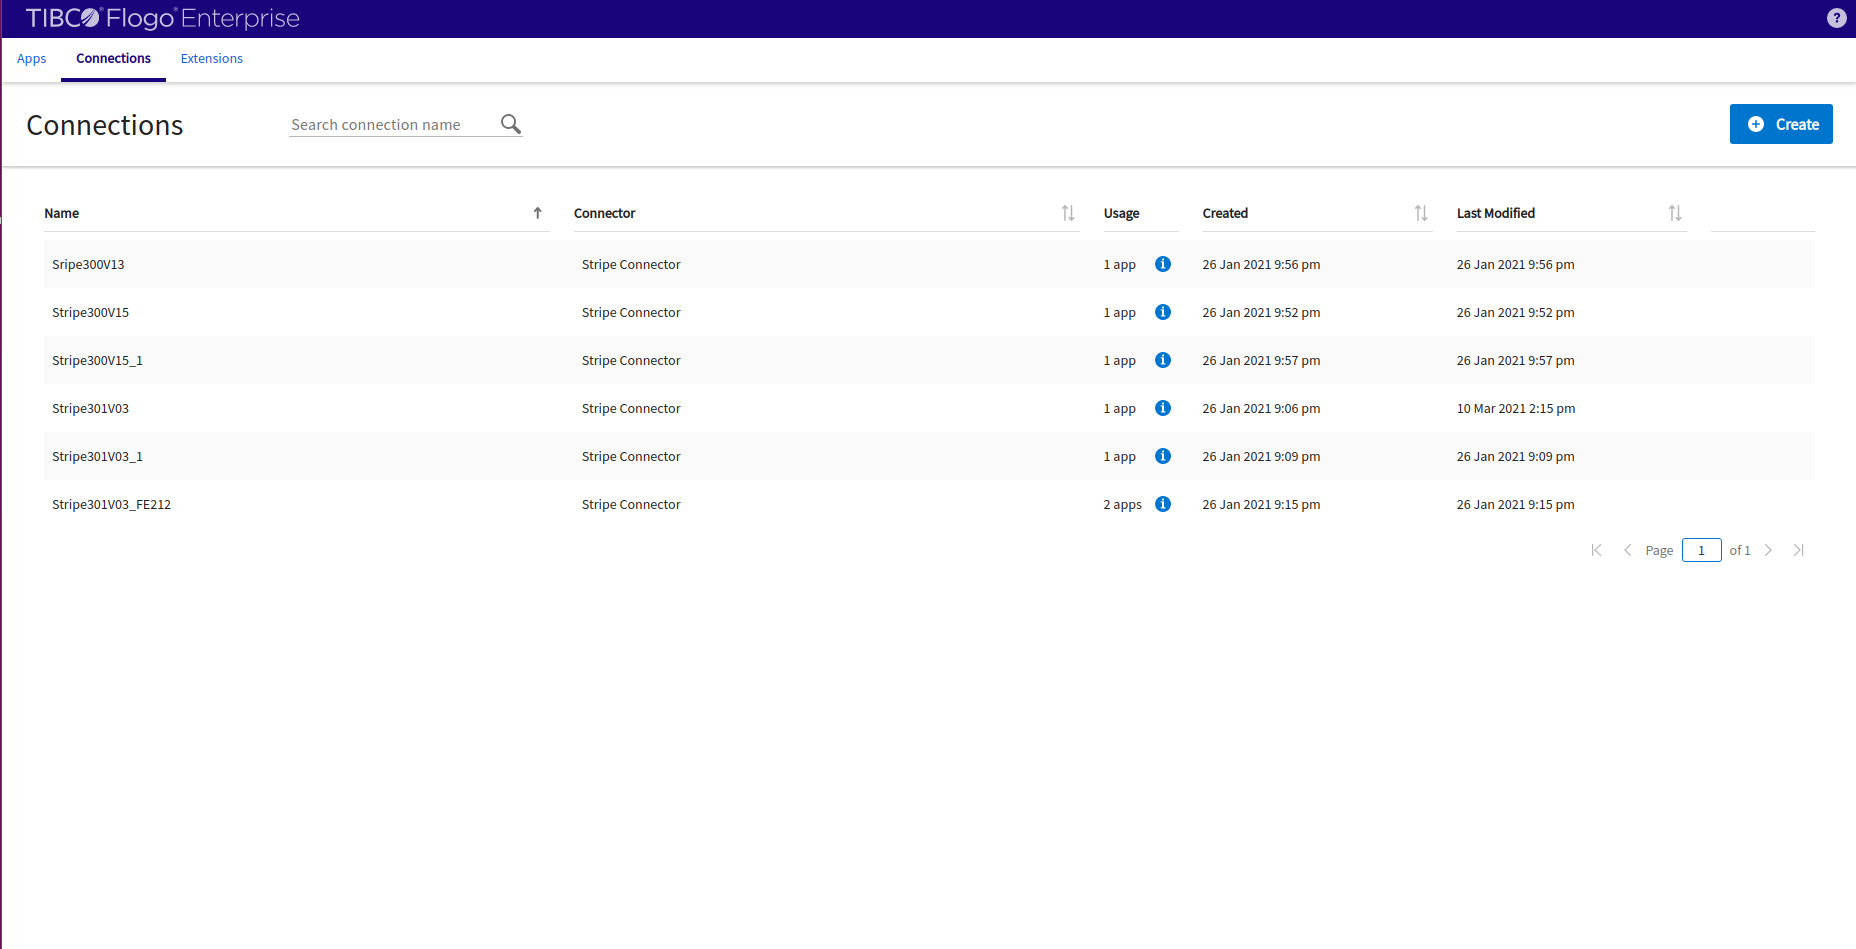 TIBCO® Flogo® Enterprise
?
Apps Connections Extensions
Connections Search connection name Create
Name Connector Usage Created Last Modified
Sripe300V13 Stripe Connector 1 app 26 Jan 2021 9:56 pm 26 Jan 2021 9:56 pm
Stripe300V15 Stripe Connector 1 app 26 Jan 2021 9:52 pm 26 Jan 2021 9:52 pm
Stripe300V15_1 Stripe Connector 1 app 26 Jan 2021 9:57 pm 26 Jan 2021 9:57 pm
Stripe301V03 Stripe Connector 1 app 26 Jan 2021 9:06 pm 10 Mar 2021 2:15 pm
Stripe301V03_1 Stripe Connector 1 app 26 Jan 2021 9:09 pm 26 Jan 2021 9:09 pm
Stripe301V03_FE212 Stripe Connector 2 apps 26 Jan 2021 9:15 pm 26 Jan 2021 9:15 pm
Page 1 of 1